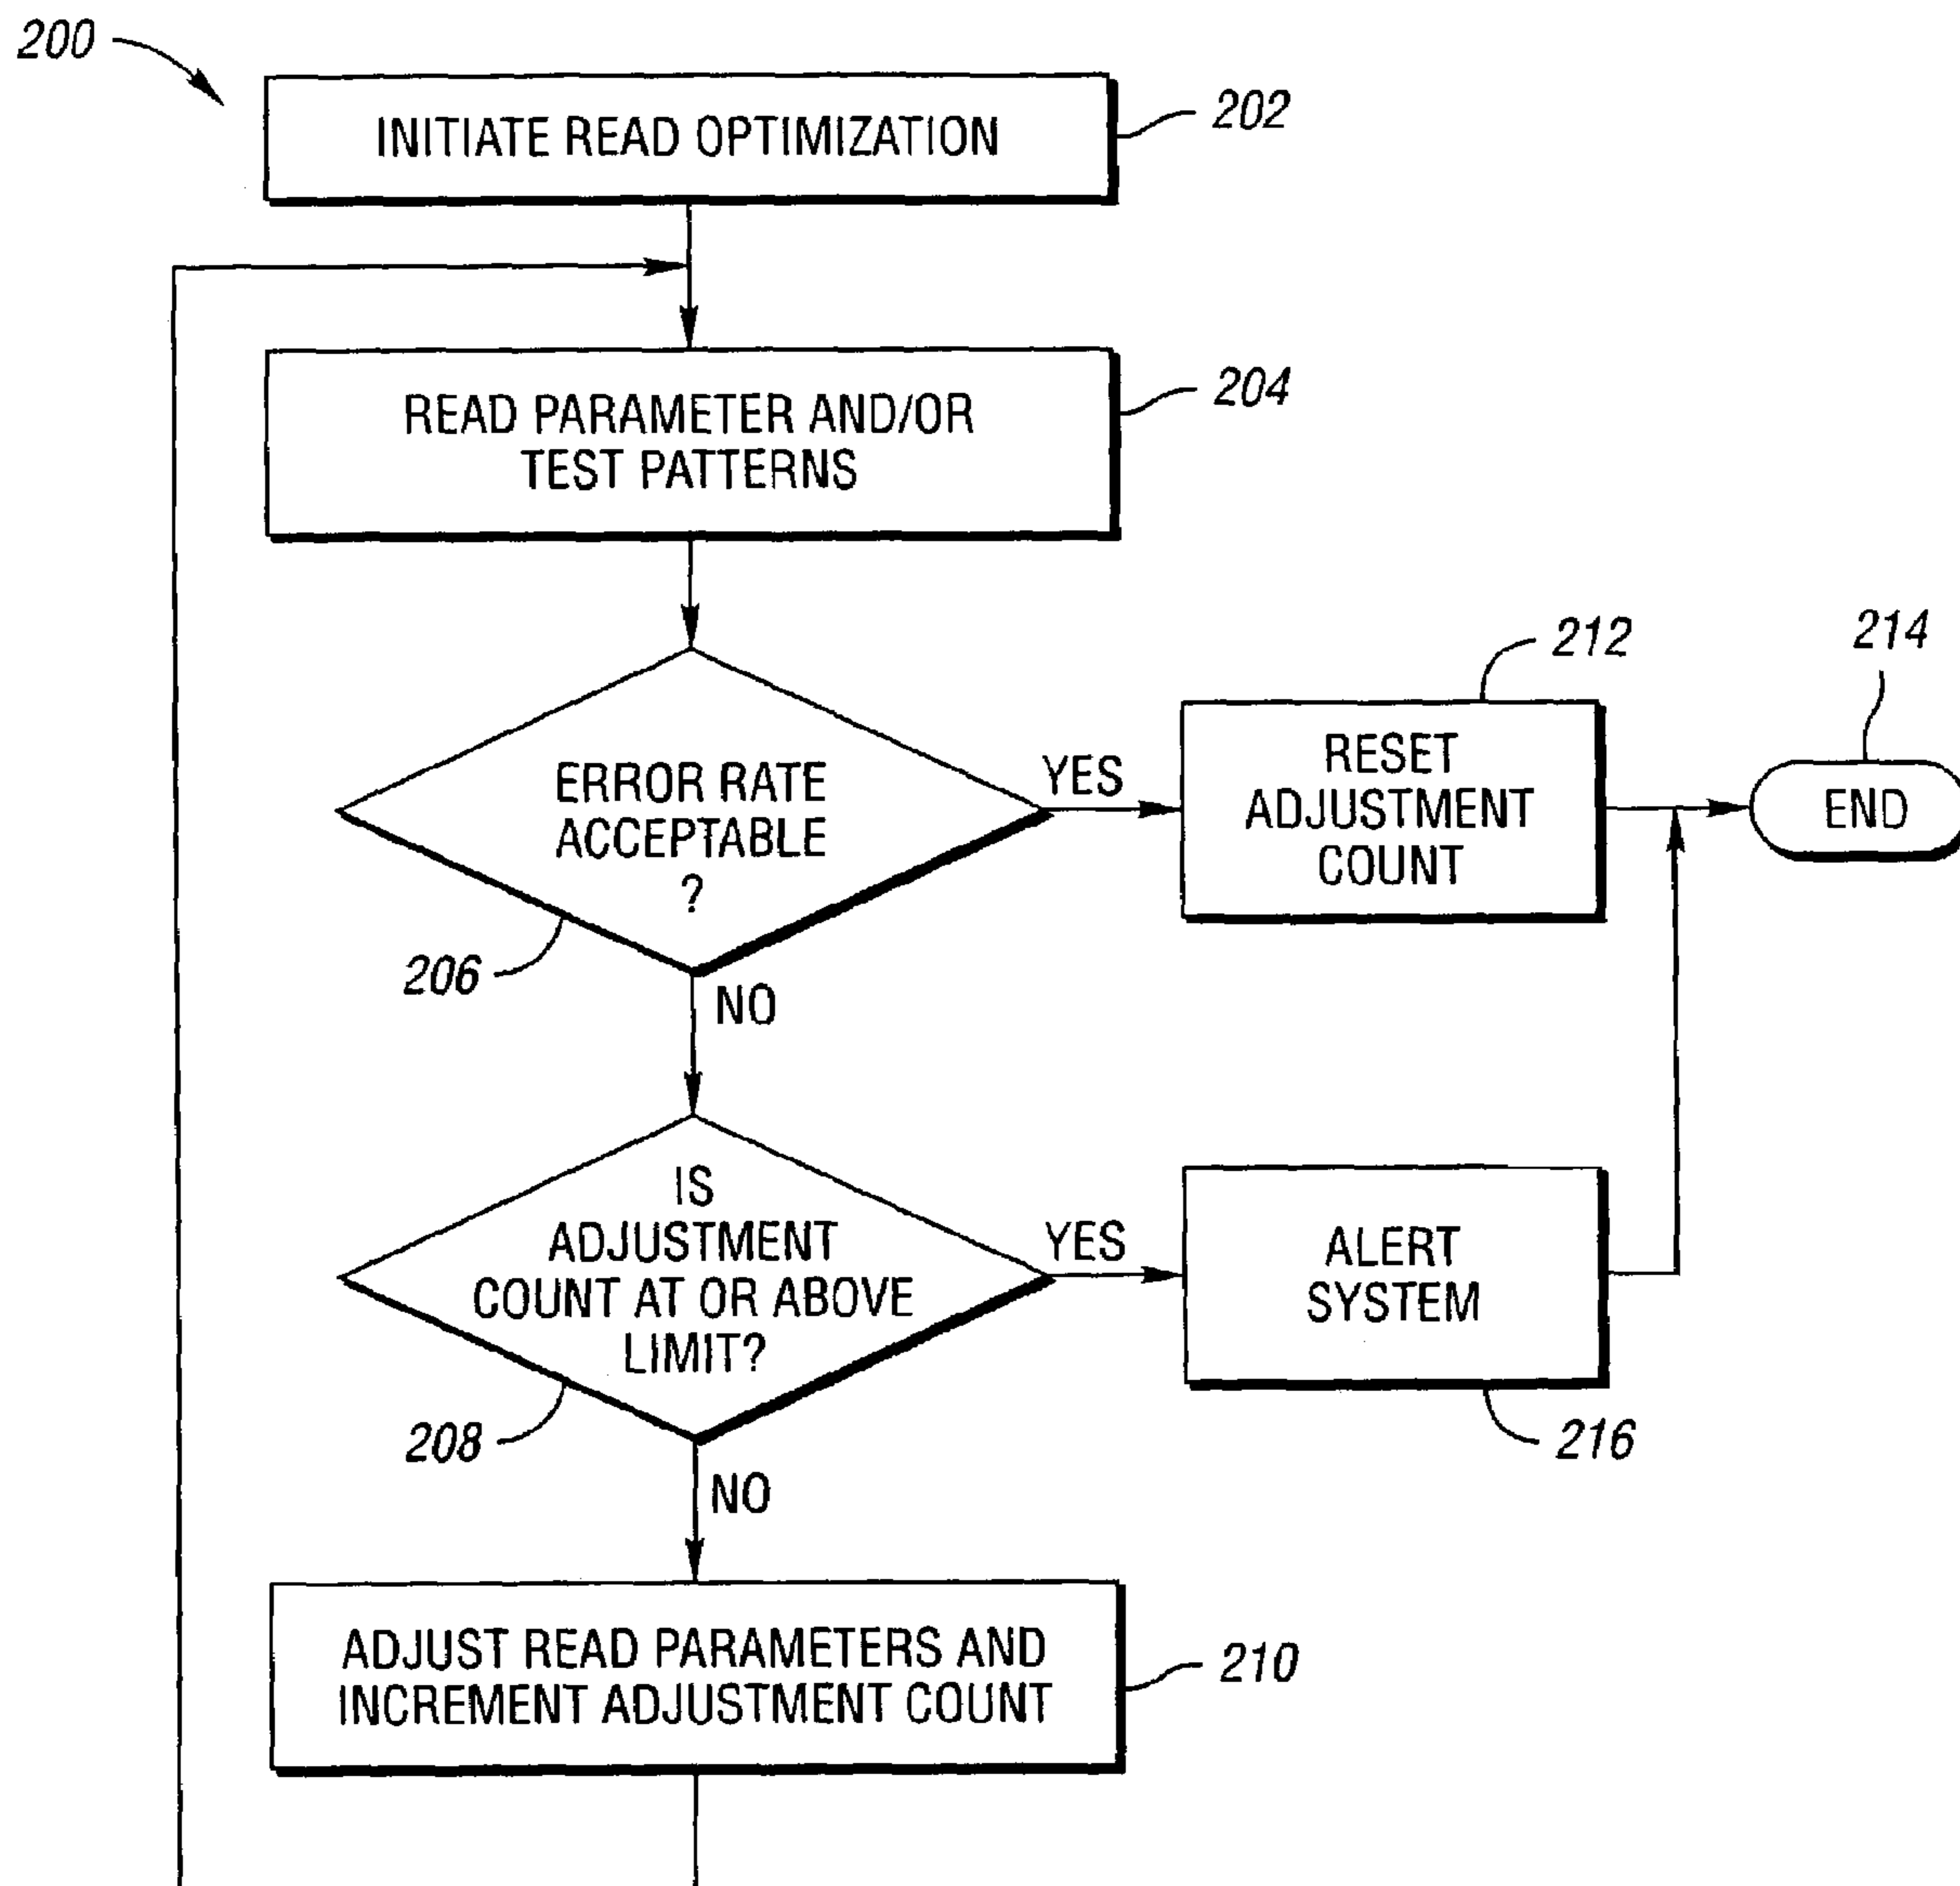 200
INITIATE READ OPTIMIZATION
202
READ PARAMETER AND/OR
TEST PATTERNS
204
ERROR RATE
ACCEPTABLE
?
206
YES
NO
RESET
ADJUSTMENT
COUNT
212
END
214
IS
ADJUSTMENT
COUNT AT OR ABOVE
LIMIT?
208
YES
NO
ALERT
SYSTEM
216
ADJUST READ PARAMETERS AND
INCREMENT ADJUSTMENT COUNT
210